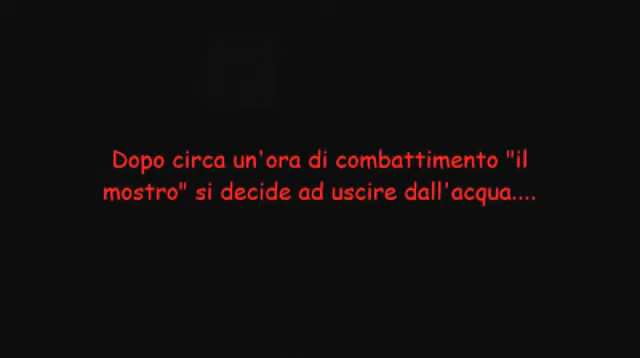 Dopo circa un'ora di combattimento "il
mostro" si decide ad uscire dall'acqua....